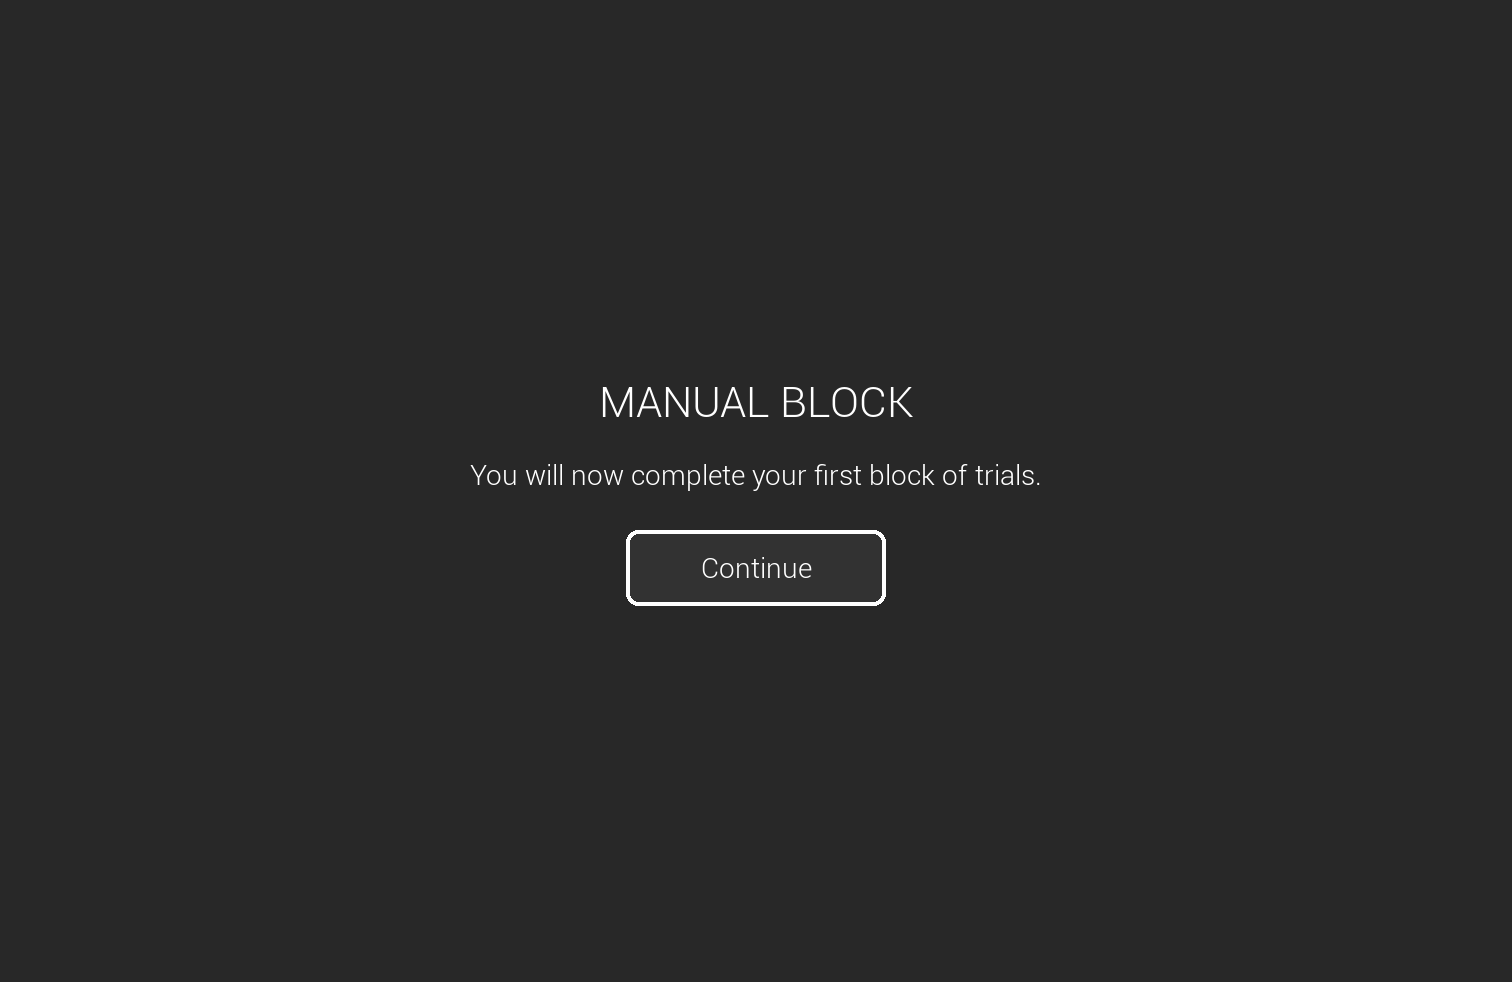 MANUAL BLOCK
You will now complete your first block of trials.
Continue